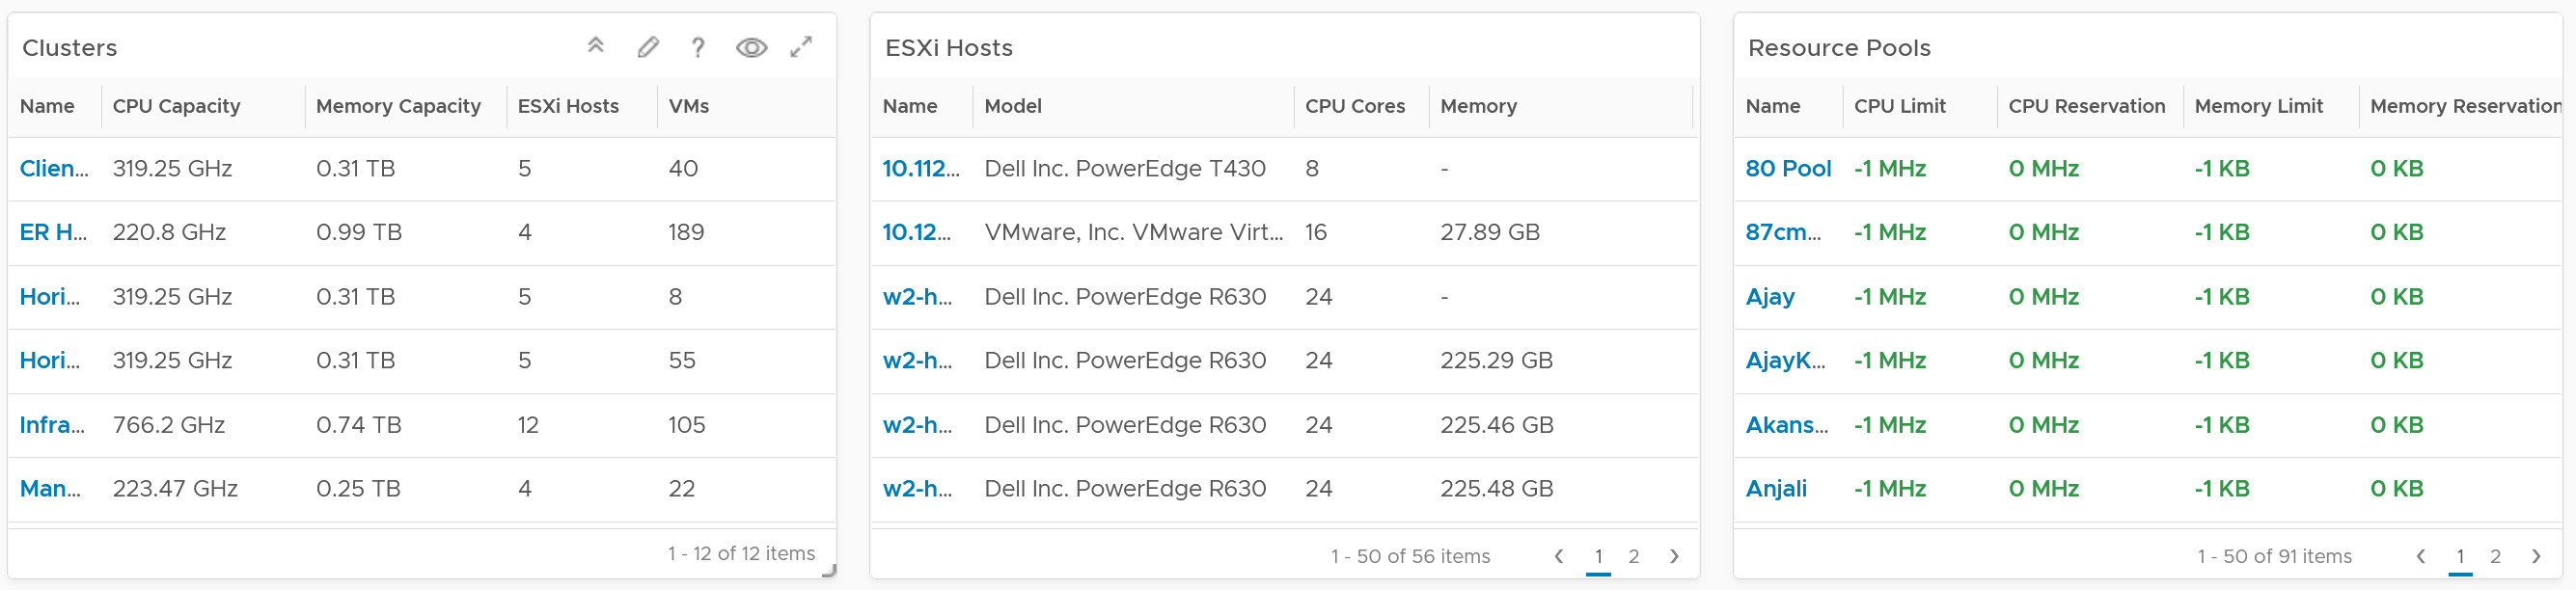 Clusters
Name CPU Capacity Memory Capacity ESXi Hosts VMs
Clien... 319.25 GHz 0.31 TB 5 40
ER H... 220.8 GHz 0.99 TB 4 189
Hori... 319.25 GHz 0.31 TB 5 8
Hori... 319.25 GHz 0.31 TB 5 55
Infra... 766.2 GHz 0.74 TB 12 105
Man... 223.47 GHz 0.25 TB 4 22
1 - 12 of 12 items
ESXi Hosts
Name Model CPU Cores Memory
10.112... Dell Inc. PowerEdge T430 8 -
10.12... VMware, Inc. VMware Virt... 16 27.89 GB
w2-h... Dell Inc. PowerEdge R630 24 -
w2-h... Dell Inc. PowerEdge R630 24 225.29 GB
w2-h... Dell Inc. PowerEdge R630 24 225.46 GB
w2-h... Dell Inc. PowerEdge R630 24 225.48 GB
1 - 50 of 56 items 1 2
Resource Pools
Name CPU Limit CPU Reservation Memory Limit Memory Reservation
80 Pool -1 MHz 0 MHz -1 KB 0 KB
87cm... -1 MHz 0 MHz -1 KB 0 KB
Ajay -1 MHz 0 MHz -1 KB 0 KB
AjayK... -1 MHz 0 MHz -1 KB 0 KB
Akans... -1 MHz 0 MHz -1 KB 0 KB
Anjali -1 MHz 0 MHz -1 KB 0 KB
1 - 50 of 91 items 1 2